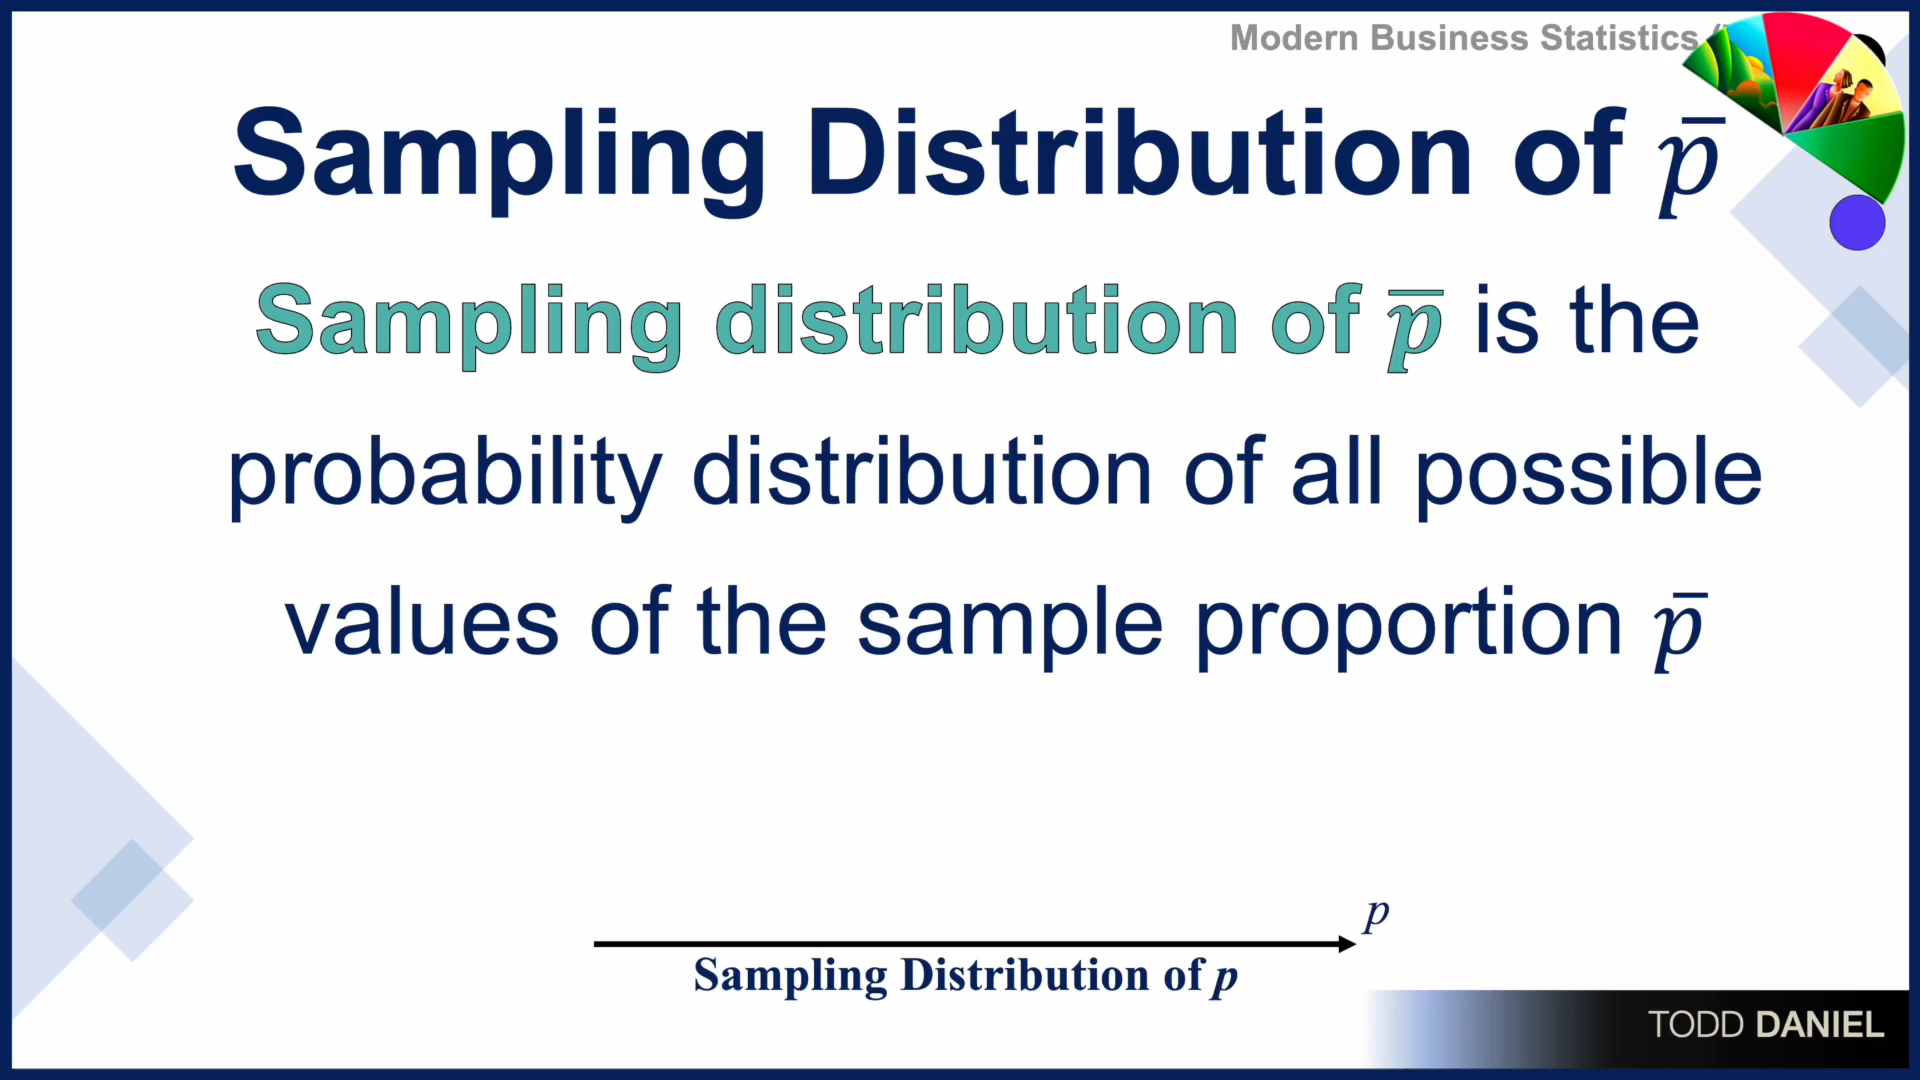 Modern Business Statistics
Sampling Distribution of p̅
Sampling distribution of p̅ is the
probability distribution of all possible
values of the sample proportion p̅
p
Sampling Distribution of p
TODD DANIEL